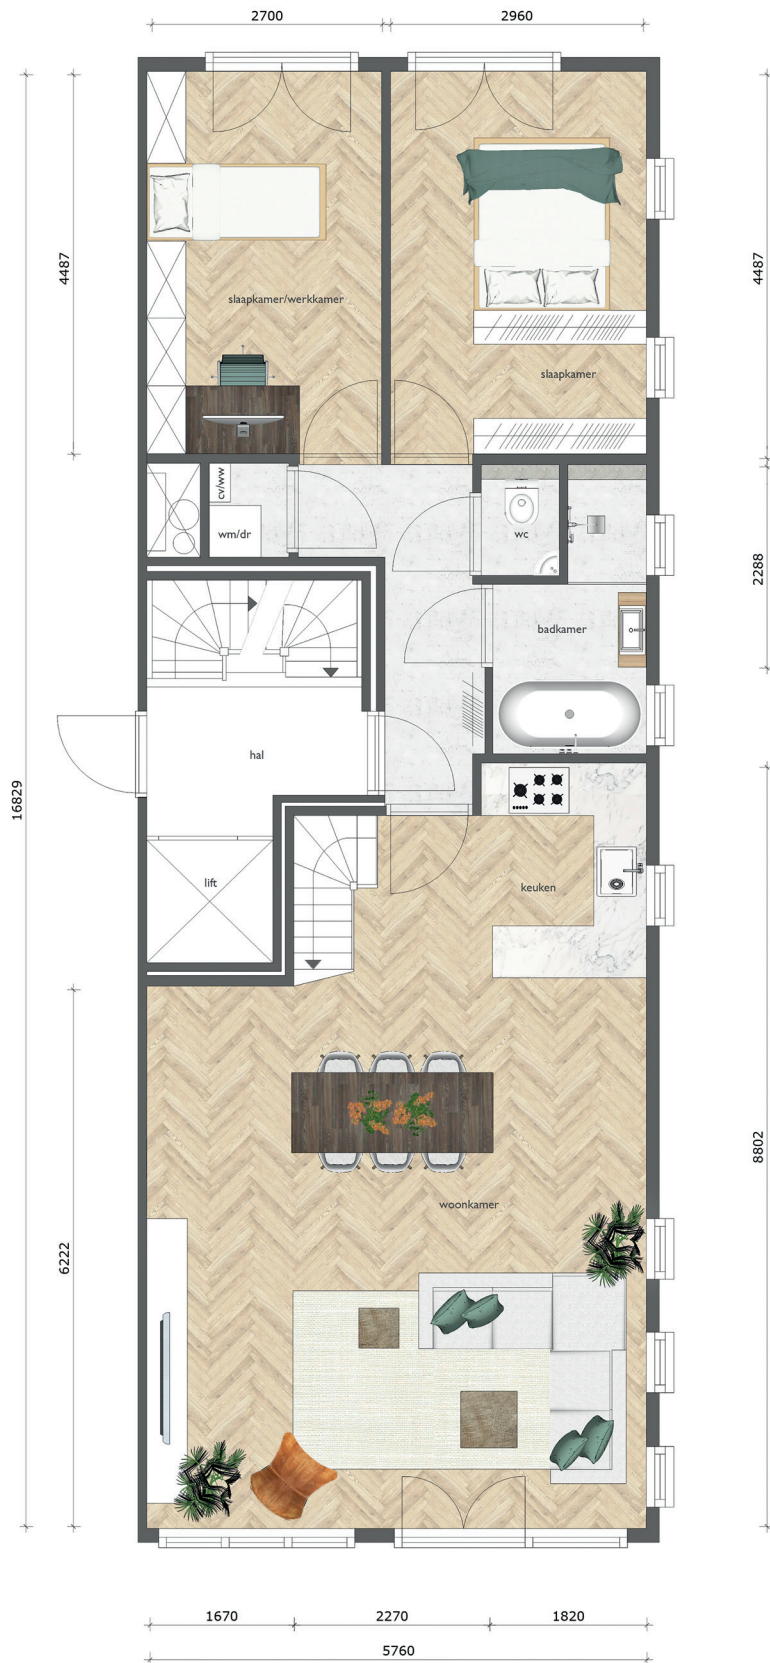 2700
2960
4487
4487
slaapkamer/werkkamer
slaapkamer
cv/ww
wm/dr
wc
2288
badkamer
hal
16829
lift
keuken
8802
woonkamer
6222
1670
2270
1820
5760